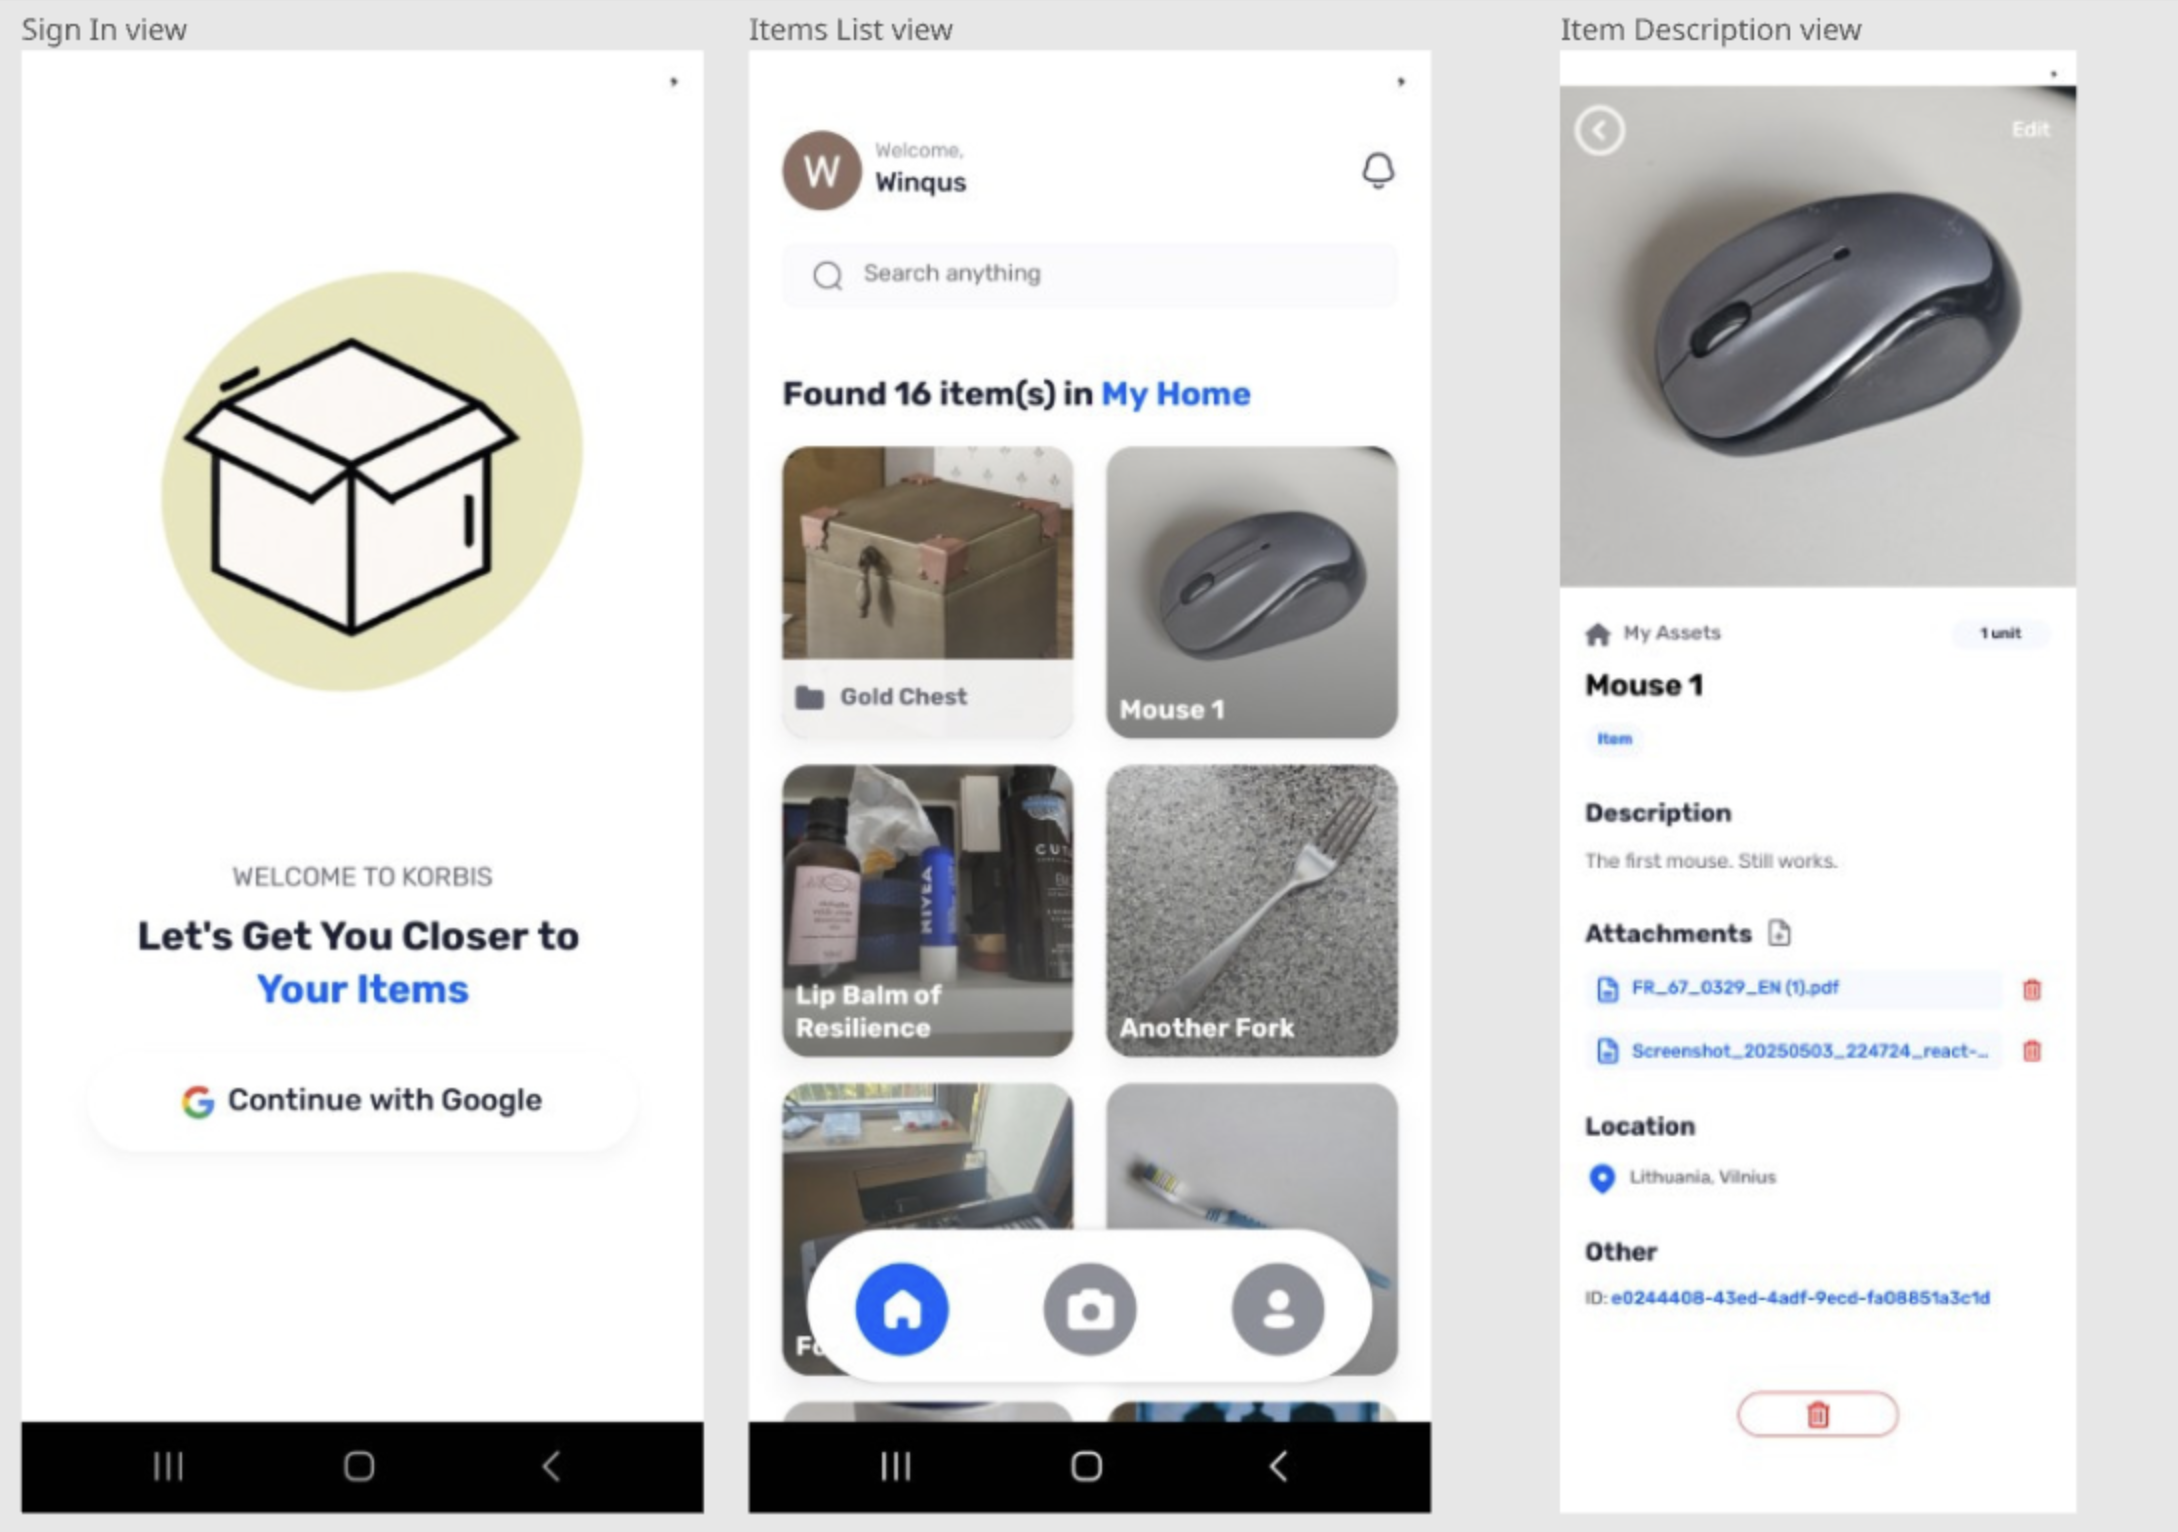 Sign In view
WELCOME TO KORBIS
Let's Get You Closer to
Your Items
Continue with Google
Items List view
W
Welcome,
Winqus
Search anything
Found 16 item(s) in My Home
Gold Chest
Mouse 1
NIVEA
CUT
Lip Balm of
Resilience
Another Fork
Fo
Item Description view
Edit
My Assets
1 unit
Mouse 1
Item
Description
The first mouse. Still works.
Attachments
FR_67_0329_EN (1).pdf
Screenshot_20250503_224724_react-...
Location
Lithuania, Vilnius
Other
ID: e0244408-43ed-4adf-9ecd-fa08851a3c1d